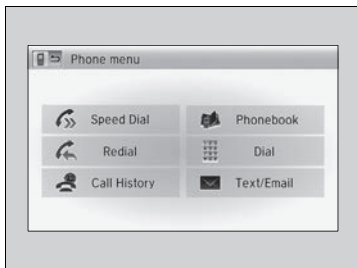 Phone menu
Speed Dial
Phonebook
Redial
Dial
Call History
Text/Email